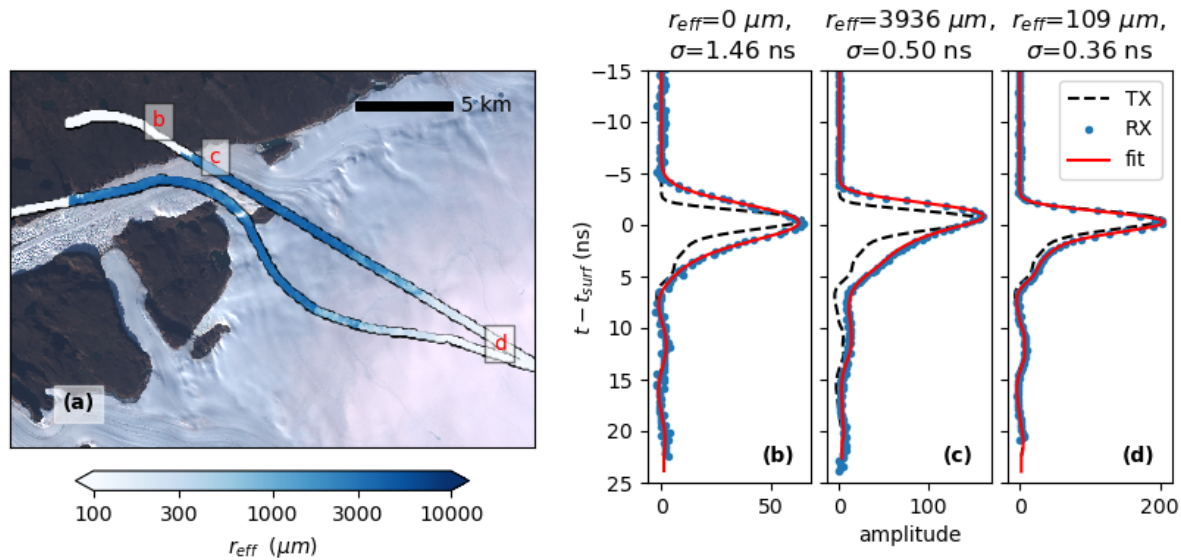 b
c
5 km
d
(a)
100 300 1000 3000 10000
r_eff (μm)
r_eff=0 μm,
σ=1.46 ns
r_eff=3936 μm,
σ=0.50 ns
r_eff=109 μm,
σ=0.36 ns
−15
−10
−5
0
5
10
15
20
25
t − t_surf (ns)
TX
RX
fit
(b)
(c)
(d)
0 50
0 100
0 200
amplitude